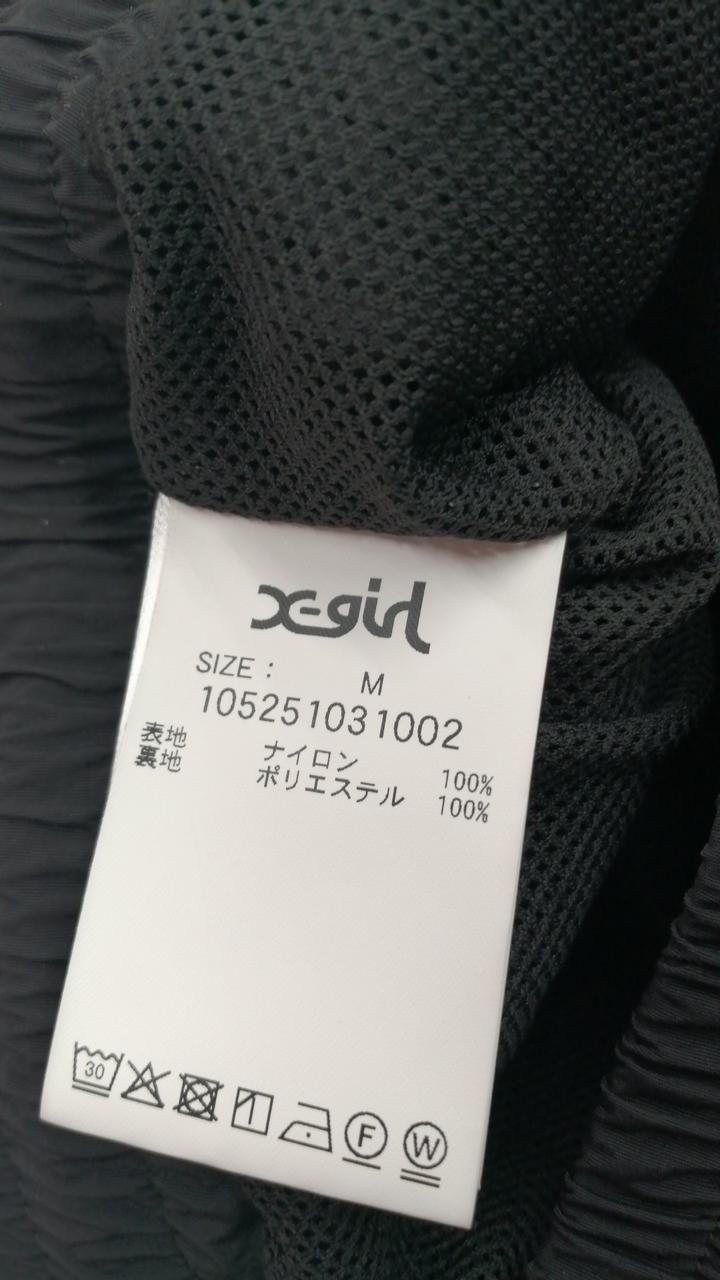 X-girl
SIZE : M
105251031002
表地 ナイロン 100%
裏地 ポリエステル 100%
30 F W